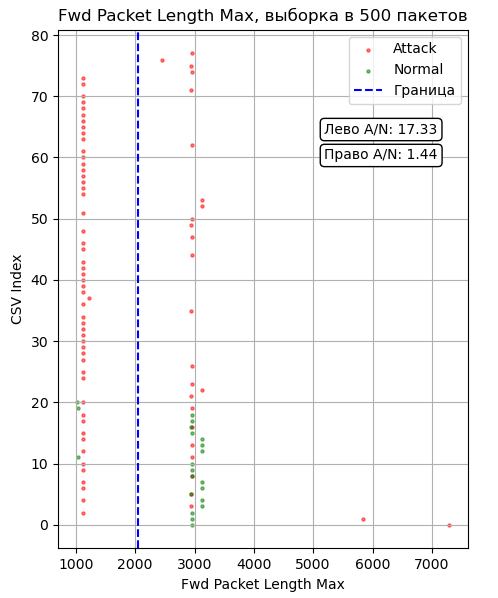 Fwd Packet Length Max, выборка в 500 пакетов
80
70
60
50
40
30
20
10
0
CSV Index
Attack
Normal
Граница
Лево A/N: 17.33
Право A/N: 1.44
1000 2000 3000 4000 5000 6000 7000
Fwd Packet Length Max